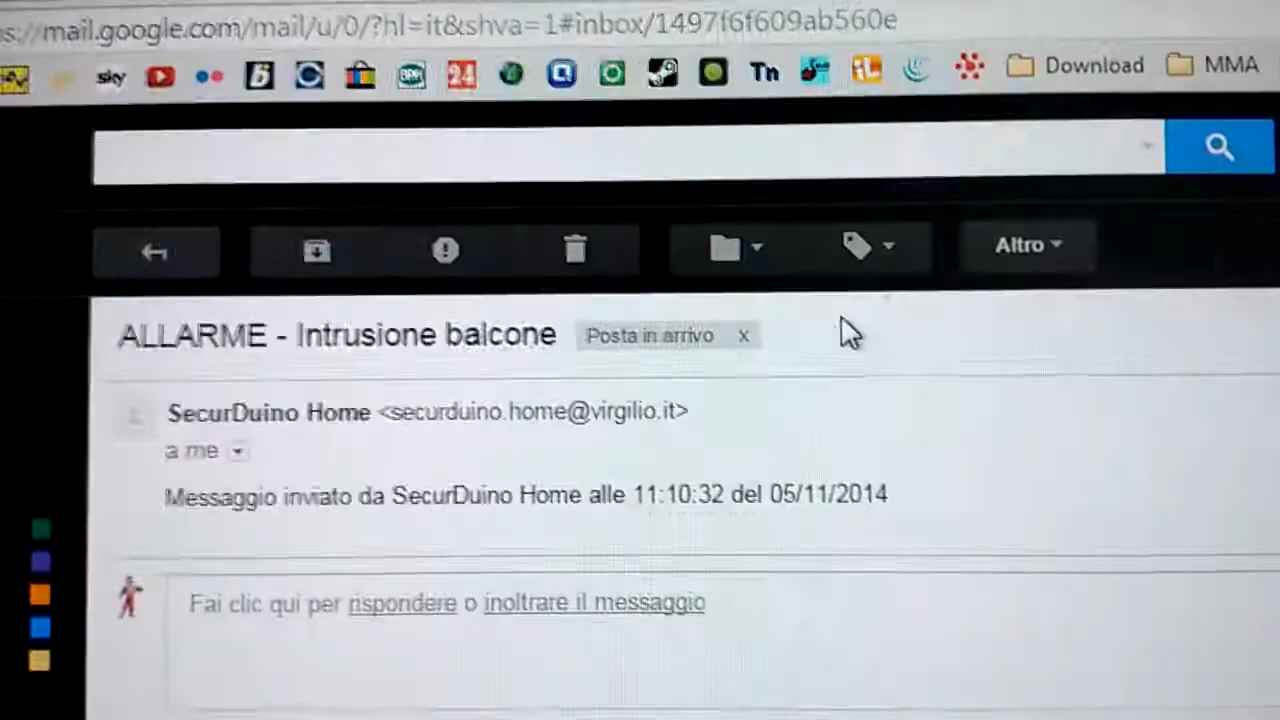 s://mail.google.com/mail/u/0/?hl=it&shva=1#inbox/1497f6f609ab560e
sky 24 Tn Download MMA
Altro
ALLARME - Intrusione balcone Posta in arrivo x
SecurDuino Home <securduino.home@virgilio.it>
a me
Messaggio inviato da SecurDuino Home alle 11:10:32 del 05/11/2014
Fai clic qui per rispondere o inoltrare il messaggio